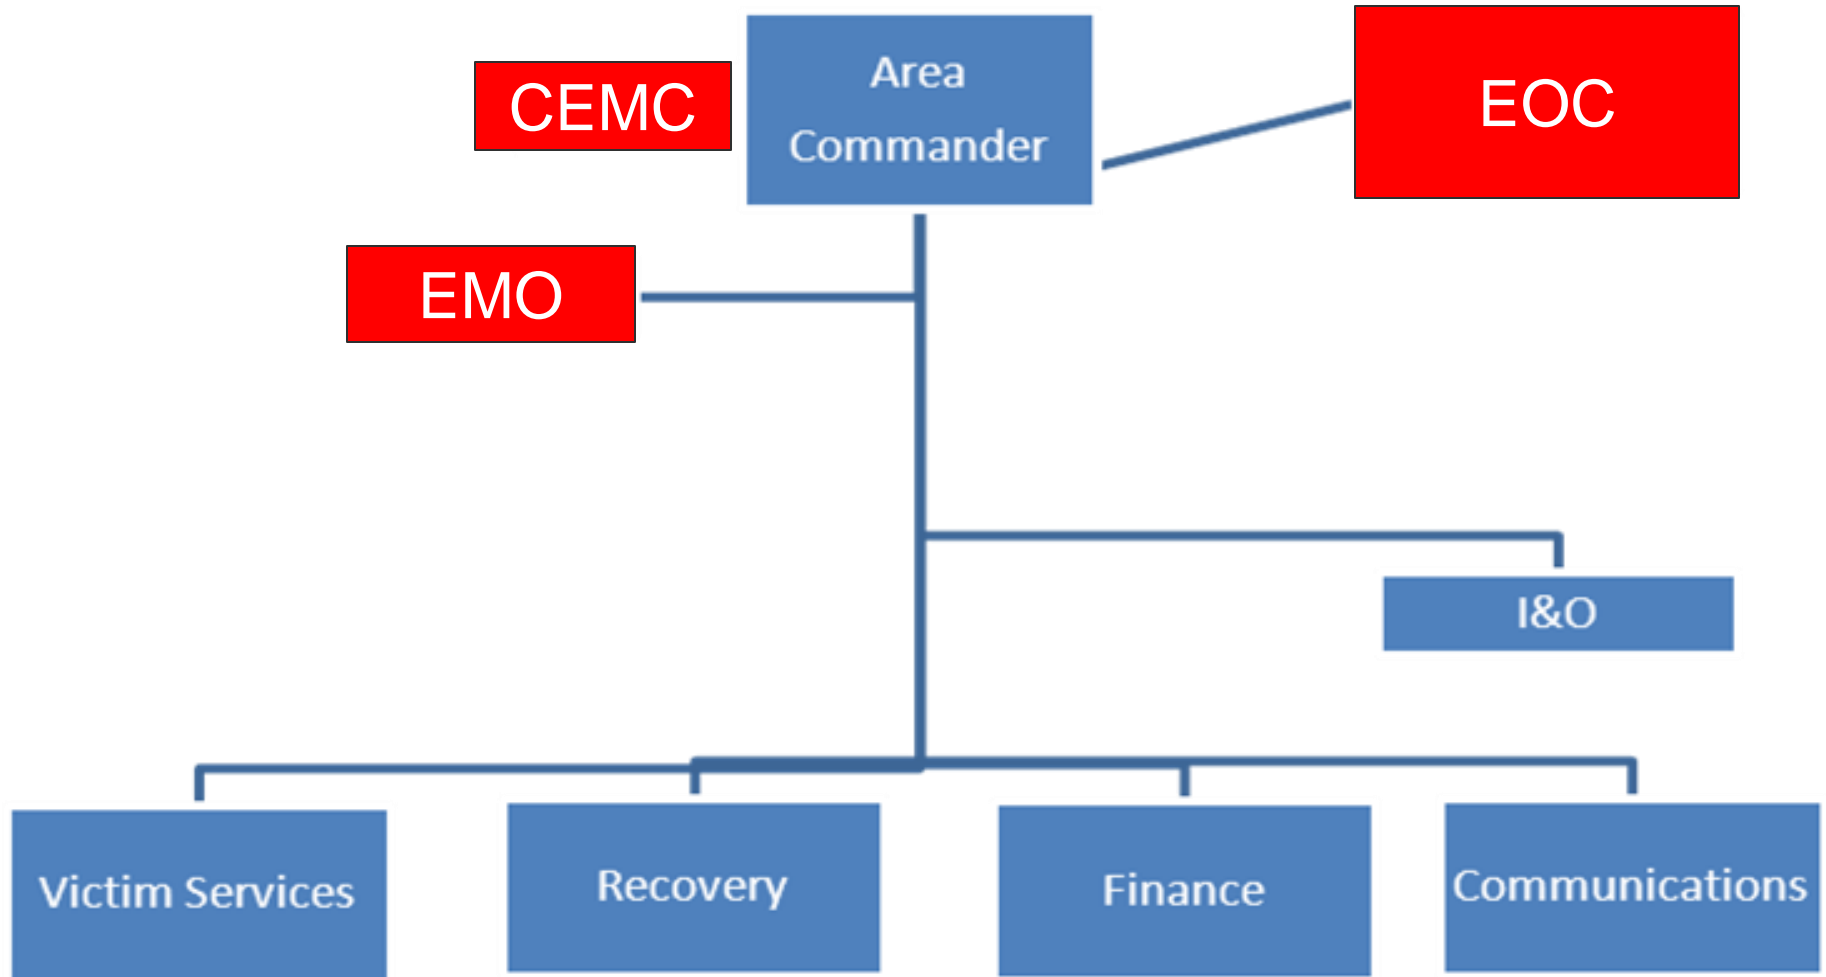 Area
Commander
CEMC
EOC
EMO
I&O
Victim Services
Recovery
Finance
Communications